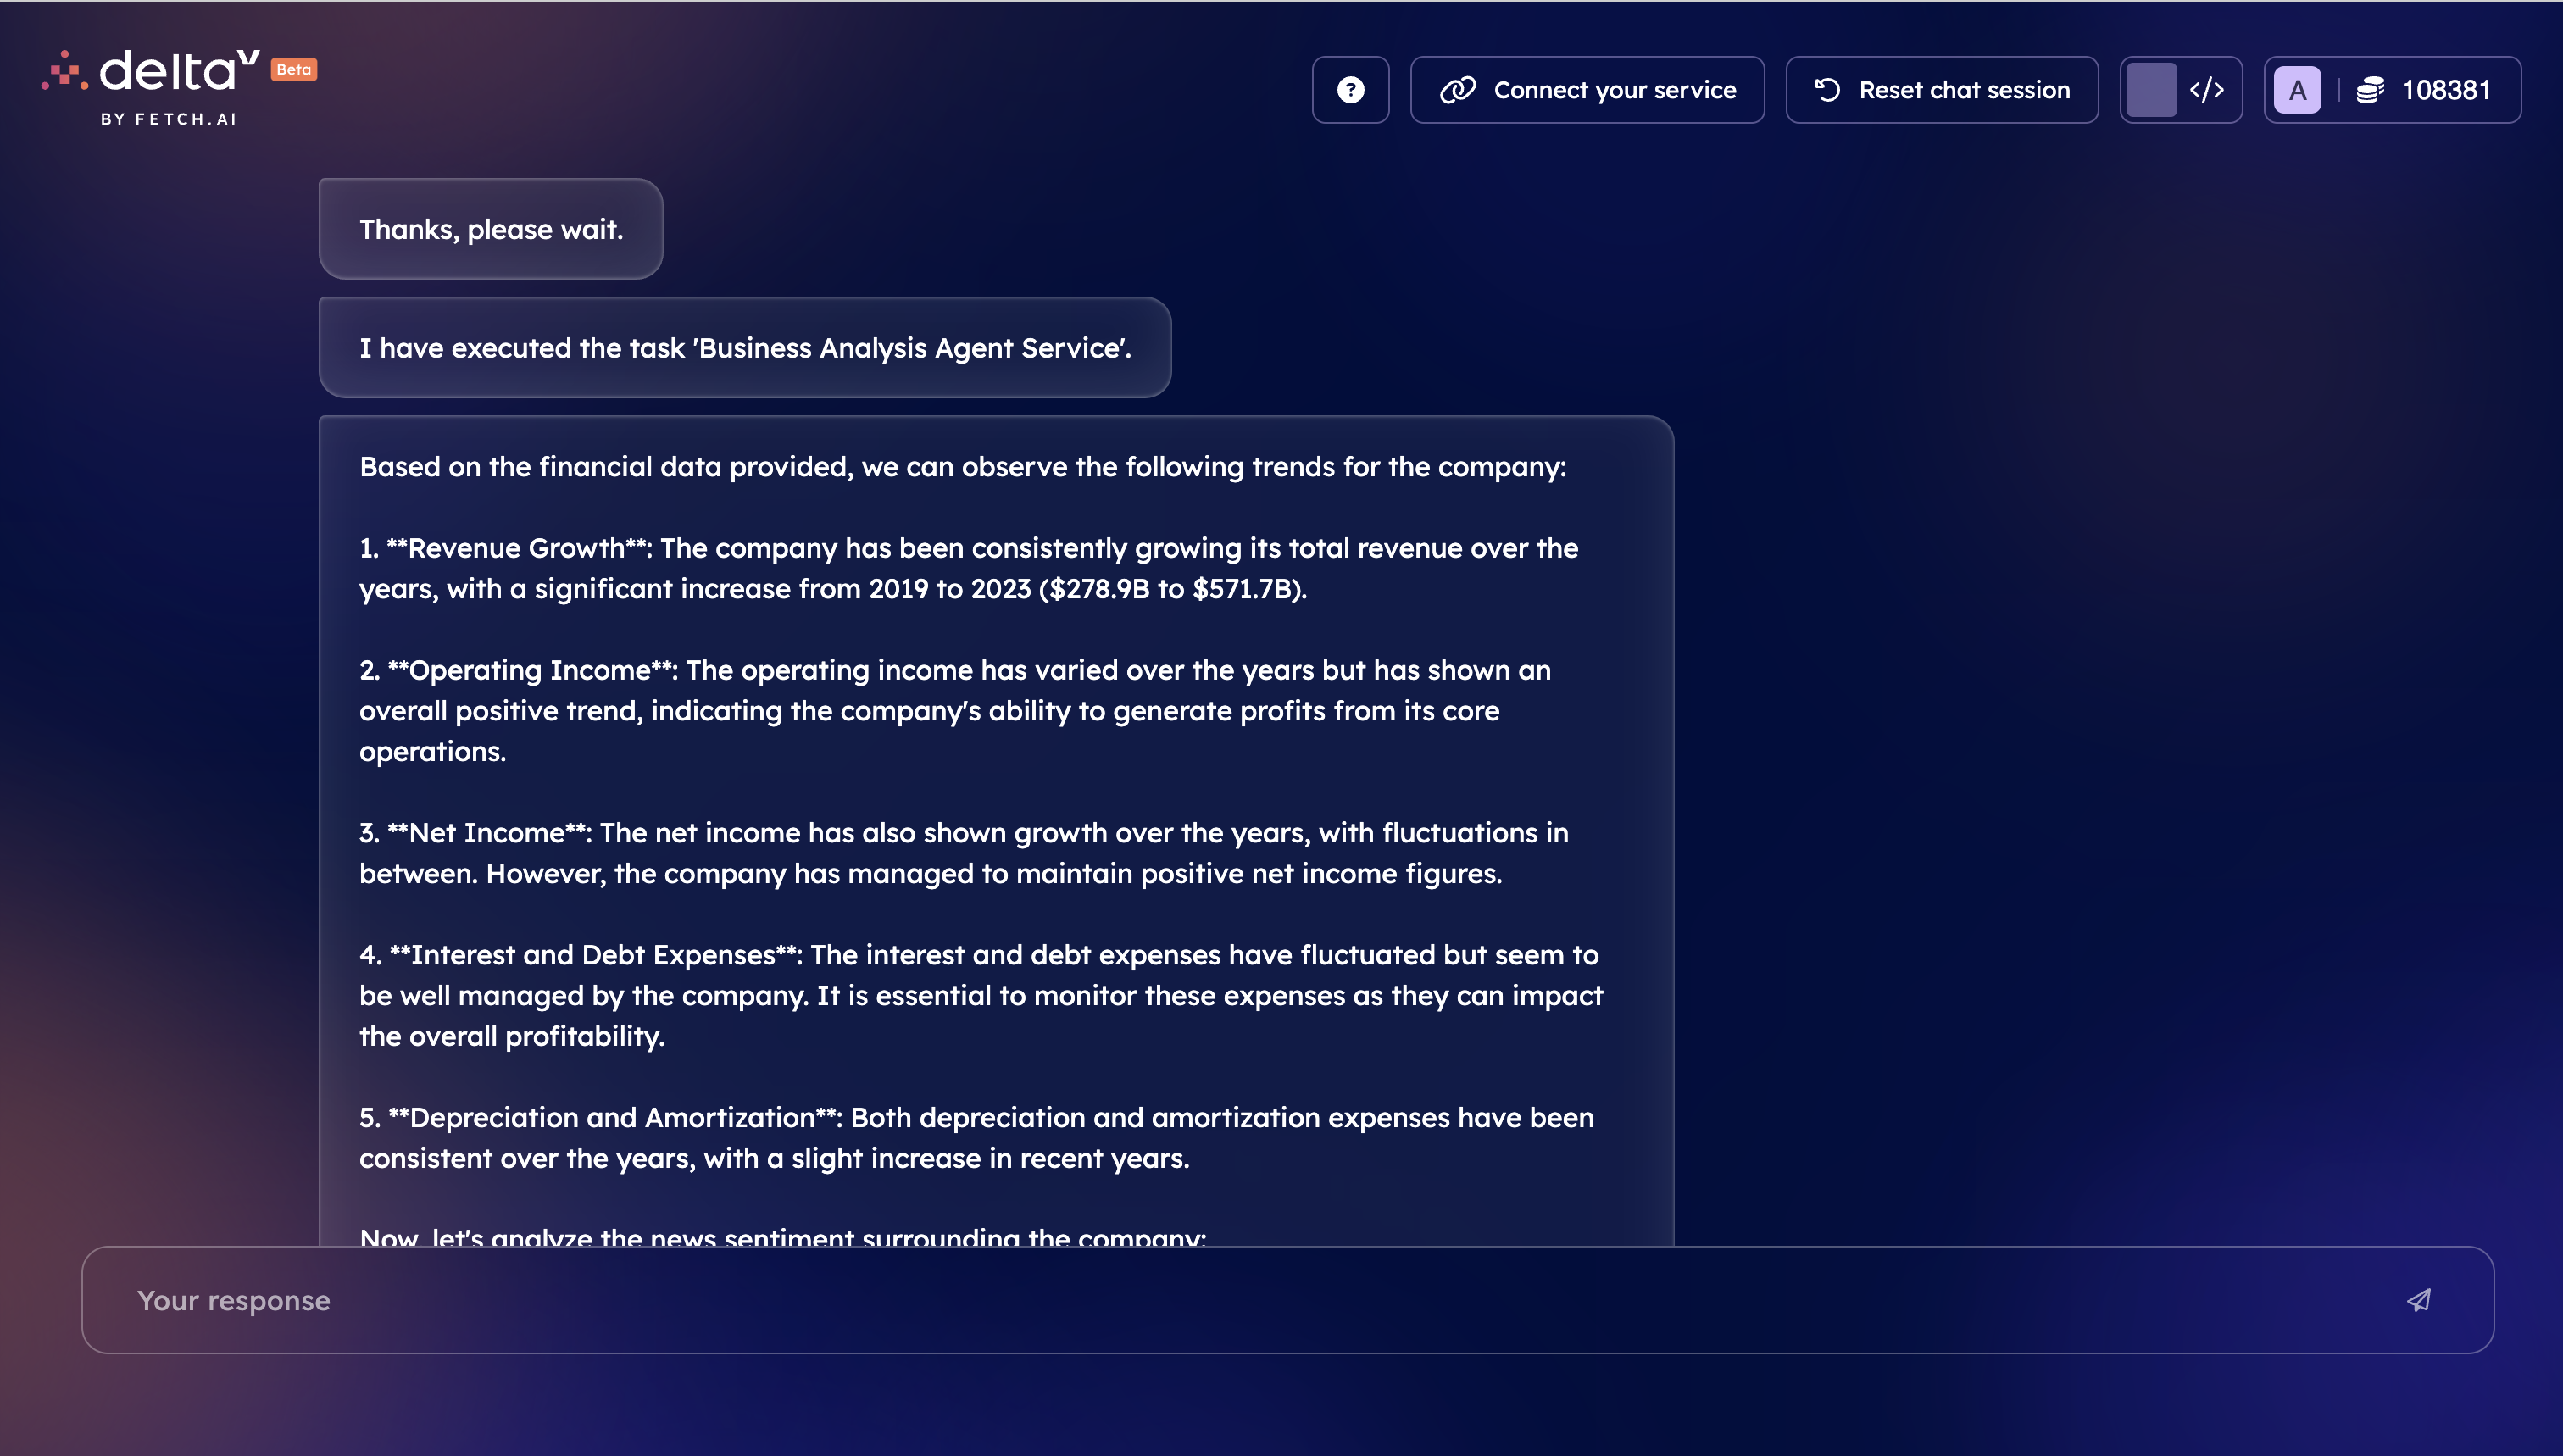 deltaV Beta
BY FETCH.AI
? Connect your service Reset chat session </> A 108381
Thanks, please wait.
I have executed the task 'Business Analysis Agent Service'.
Based on the financial data provided, we can observe the following trends for the company:
1. **Revenue Growth**: The company has been consistently growing its total revenue over the
years, with a significant increase from 2019 to 2023 ($278.9B to $571.7B).
2. **Operating Income**: The operating income has varied over the years but has shown an
overall positive trend, indicating the company's ability to generate profits from its core
operations.
3. **Net Income**: The net income has also shown growth over the years, with fluctuations in
between. However, the company has managed to maintain positive net income figures.
4. **Interest and Debt Expenses**: The interest and debt expenses have fluctuated but seem to
be well managed by the company. It is essential to monitor these expenses as they can impact
the overall profitability.
5. **Depreciation and Amortization**: Both depreciation and amortization expenses have been
consistent over the years, with a slight increase in recent years.
Now, let's analyze the news sentiment surrounding the company:
Your response